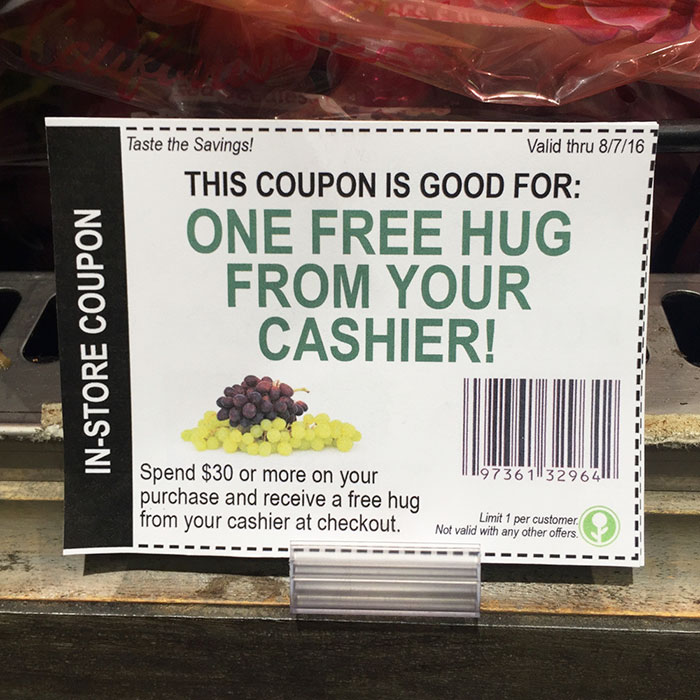 Taste the Savings!
Valid thru 8/7/16
IN-STORE COUPON
THIS COUPON IS GOOD FOR:
ONE FREE HUG
FROM YOUR
CASHIER!
Spend $30 or more on your
purchase and receive a free hug
from your cashier at checkout.
97361 32964
Limit 1 per customer.
Not valid with any other offers.